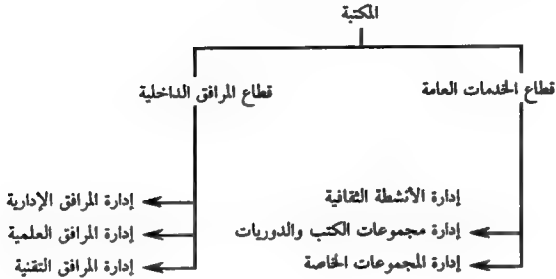 المكتبة
قطاع الخدمات العامة
قطاع المرافق الداخلية
إدارة الأنشطة الثقافية
إدارة المرافق الإدارية
إدارة مجموعات الكتب والدوريات
إدارة المرافق العلمية
إدارة المجموعات الخاصة
إدارة المرافق التقنية